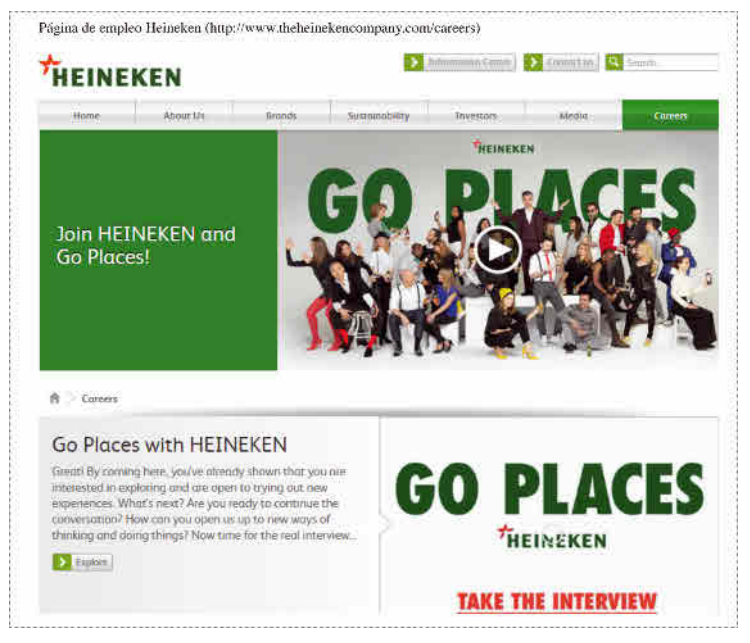 Página de empleo Heineken (http://www.theheinekencompany.com/careers)
HEINEKEN
Information Centre
Contact Us
Search...
Home
About Us
Brands
Sustainability
Investors
Media
Careers
Join HEINEKEN and
Go Places!
HEINEKEN
GO PLACES
Careers
Go Places with HEINEKEN
Great! By coming here, you've already shown that you are
interested in exploring and are open to trying out new
experiences. What's next? Are you ready to continue the
conversation? How can you open us up to new ways of
thinking and doing things? Now time for the real interview...
Explore
GO PLACES
HEINEKEN
TAKE THE INTERVIEW